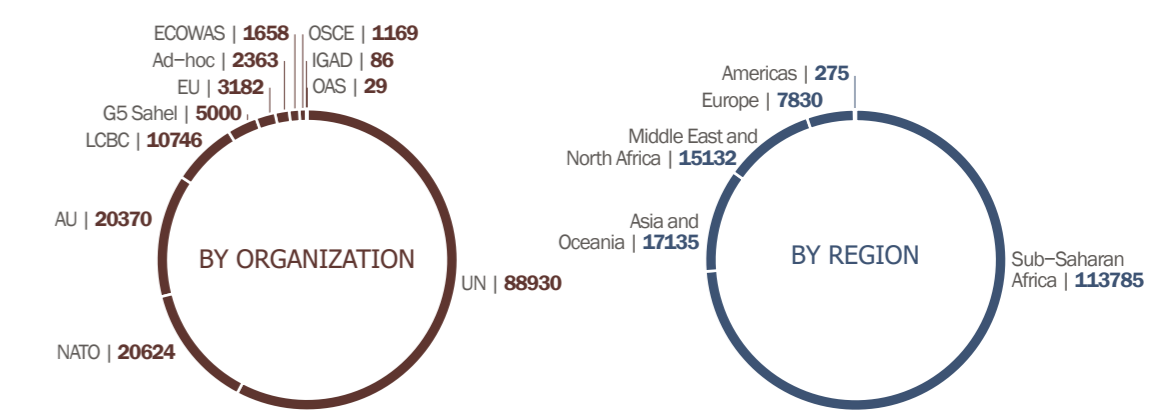 ECOWAS | 1658
OSCE | 1169
Ad–hoc | 2363
IGAD | 86
EU | 3182
OAS | 29
G5 Sahel | 5000
LCBC | 10746
AU | 20370
BY ORGANIZATION
UN | 88930
NATO | 20624
Americas | 275
Europe | 7830
Middle East and
North Africa | 15132
Asia and
Oceania | 17135
BY REGION
Sub–Saharan
Africa | 113785